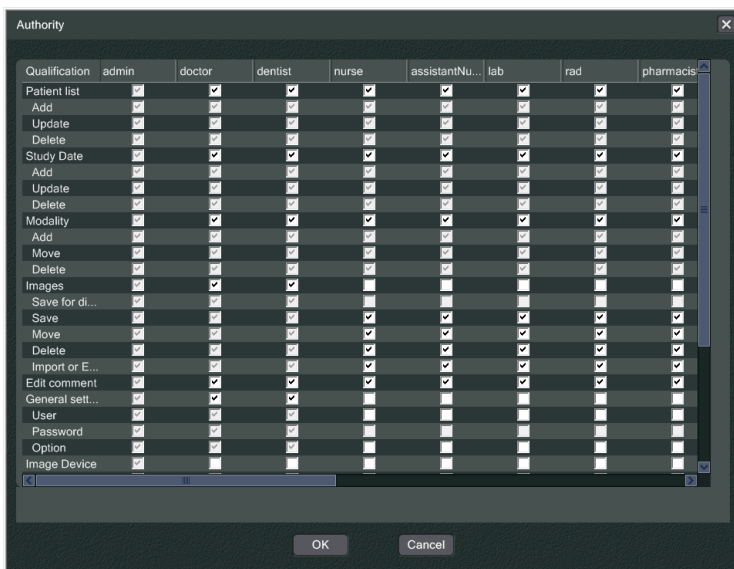 Authority
Qualification admin doctor dentist nurse assistantNu... lab rad pharmacis
Patient list
Add
Update
Delete
Study Date
Add
Update
Delete
Modality
Add
Move
Delete
Images
Save for di...
Save
Move
Delete
Import or E...
Edit comment
General sett...
User
Password
Option
Image Device
OK Cancel